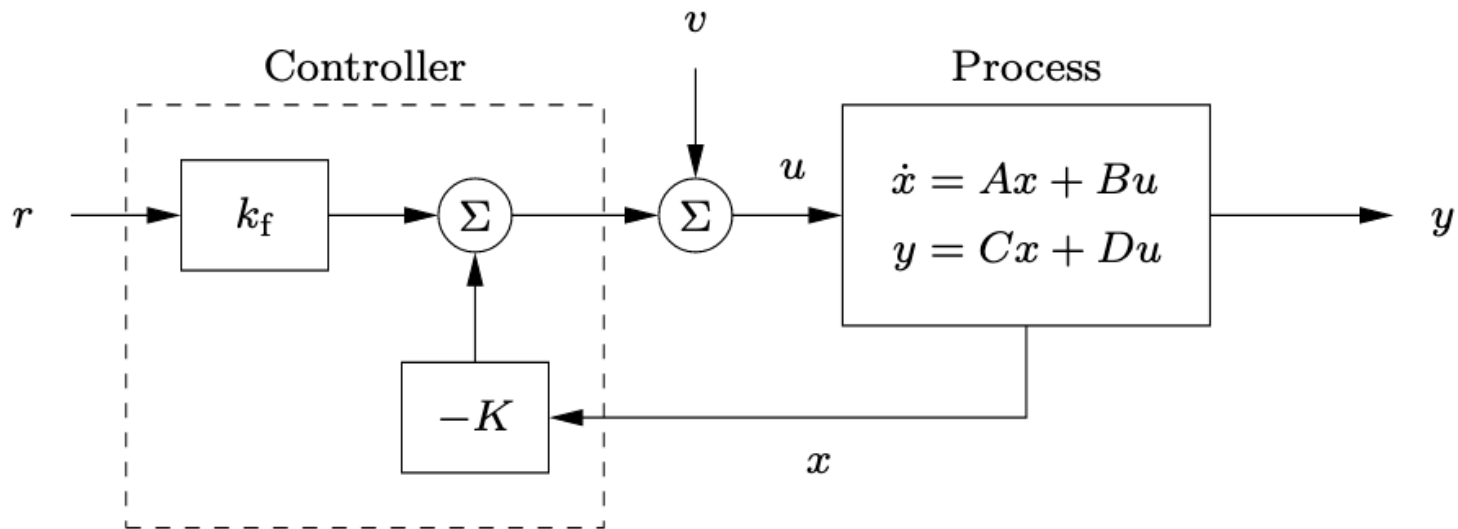 v
Controller
Process
r
k_f
Σ
Σ
u
ẋ = Ax + Bu
y = Cx + Du
y
−K
x